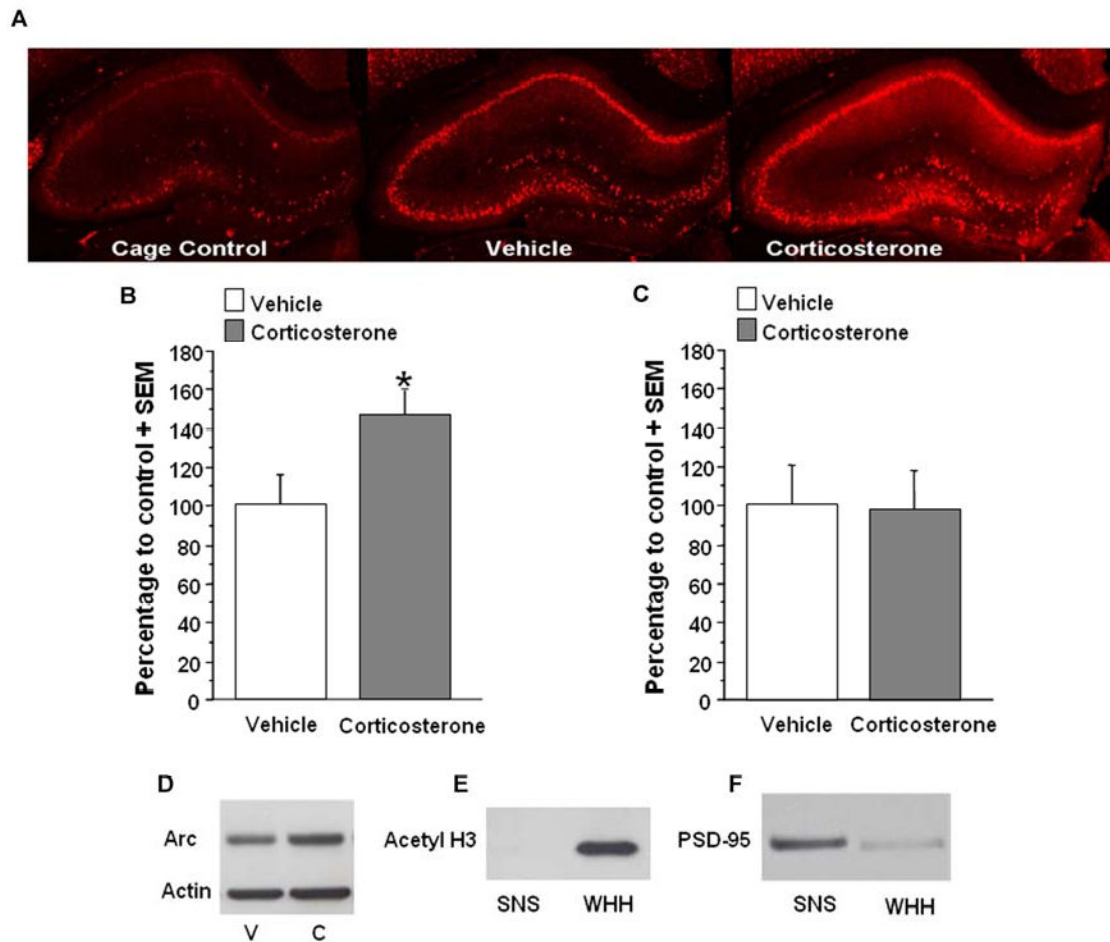 A
Cage Control
Vehicle
Corticosterone
B
Vehicle
Corticosterone
Percentage to control + SEM
180
160
140
120
100
80
60
40
20
0
*
Vehicle
Corticosterone
C
Vehicle
Corticosterone
Percentage to control + SEM
180
160
140
120
100
80
60
40
20
0
Vehicle
Corticosterone
D
Arc
Actin
V
C
E
Acetyl H3
SNS
WHH
F
PSD-95
SNS
WHH